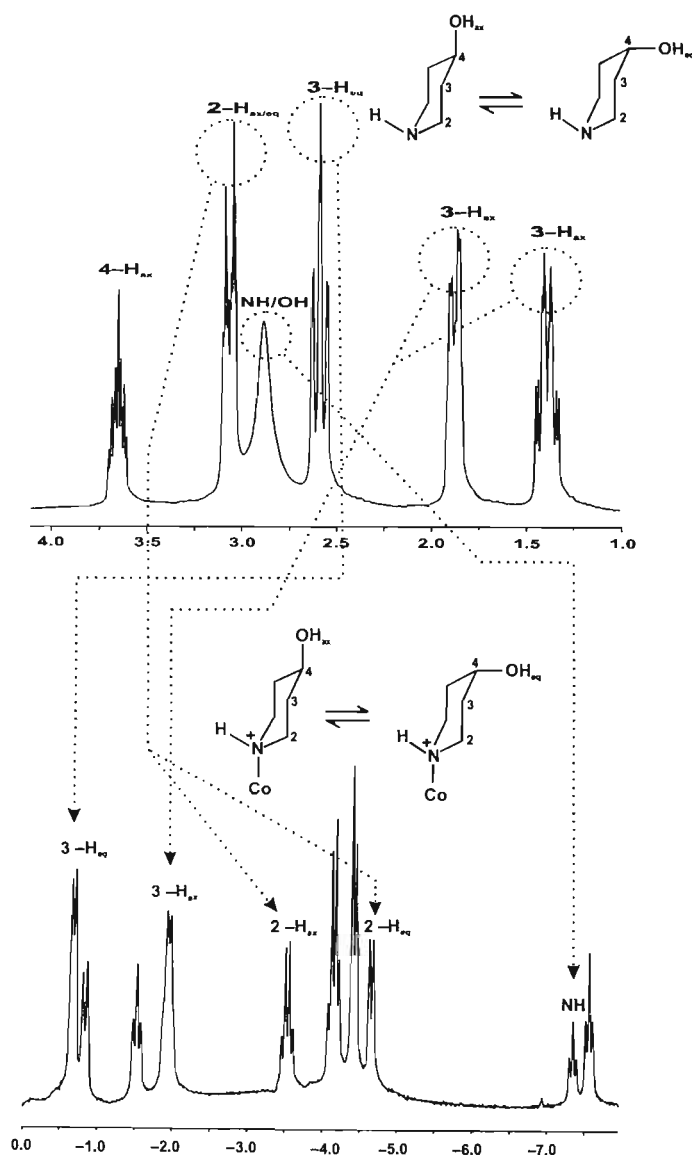 OHax
4
3
H
N
2
4
OHeq
3
H
N
2
2-Hax/eq
3-Heq
4-Hax
NH/OH
3-Hax
3-Hax
4.0 3.5 3.0 2.5 2.0 1.5 1.0
OHax
4
3
H
+
N
2
Co
4
OHeq
3
H
+
N
2
Co
3-Heq
3-Hax
2-Hax
2-Heq
NH
0.0 -1.0 -2.0 -3.0 -4.0 -5.0 -6.0 -7.0